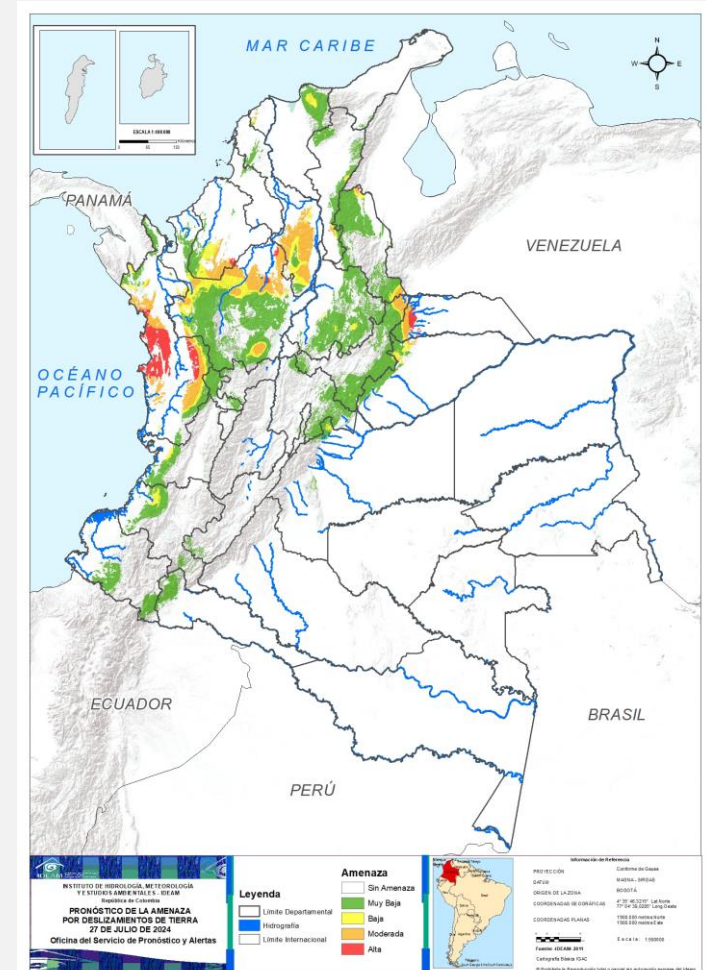 MAR CARIBE
N
W
E
S
PANAMÁ
VENEZUELA
OCÉANO
PACÍFICO
ECUADOR
BRASIL
PERÚ
IDEAM
INSTITUTO DE HIDROLOGÍA, METEOROLOGÍA
Y ESTUDIOS AMBIENTALES - IDEAM
República de Colombia
PRONÓSTICO DE LA AMENAZA
POR DESLIZAMIENTOS DE TIERRA
27 DE JULIO DE 2024
Oficina del Servicio de Pronóstico y Alertas
Leyenda
Límite Departamental
Hidrografía
Límite Internacional
Amenaza
Sin Amenaza
Muy Baja
Baja
Moderada
Alta
Información de Referencia
PROYECCIÓN
Conforme de Gauss
DATUM
MAGNA - SIRGAS
ORIGEN DE LA ZONA
BOGOTÁ
COORDENADAS GEOGRÁFICAS
COORDENADAS PLANAS
Fuente: IDEAM
Cartografía Básica IGAC